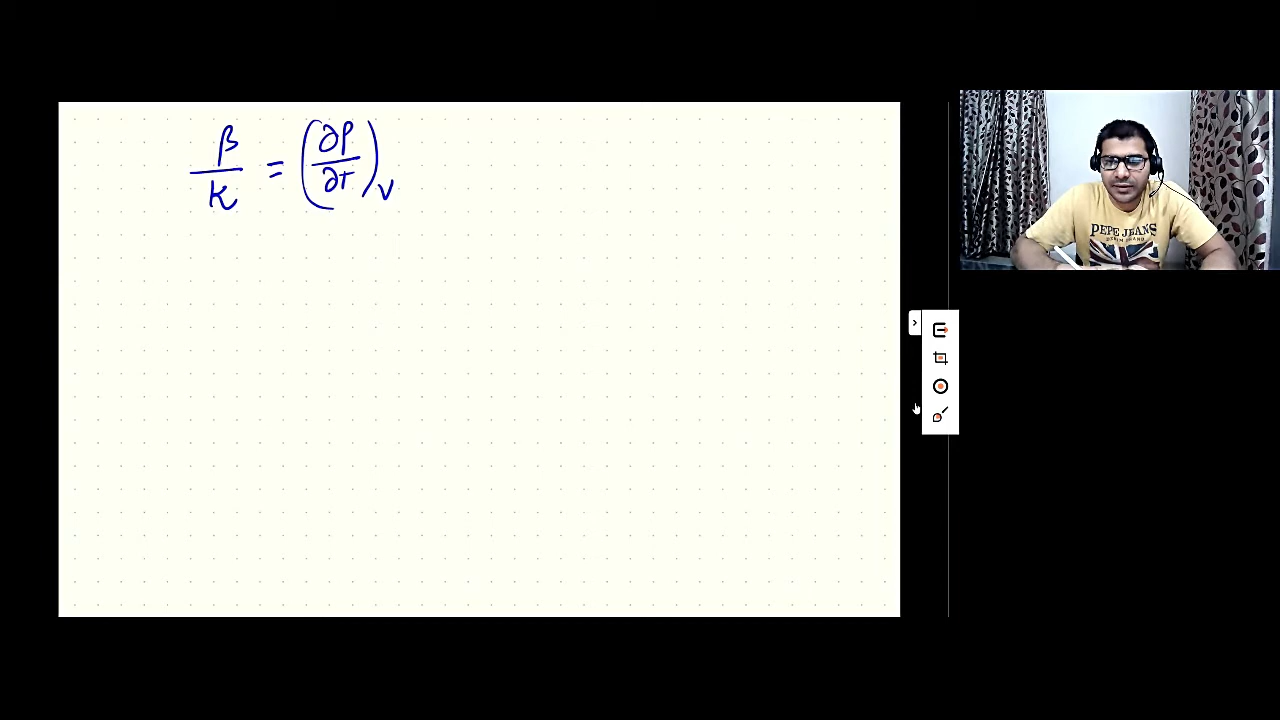 β/κ = (∂P/∂T)_V
PEPE JEANS